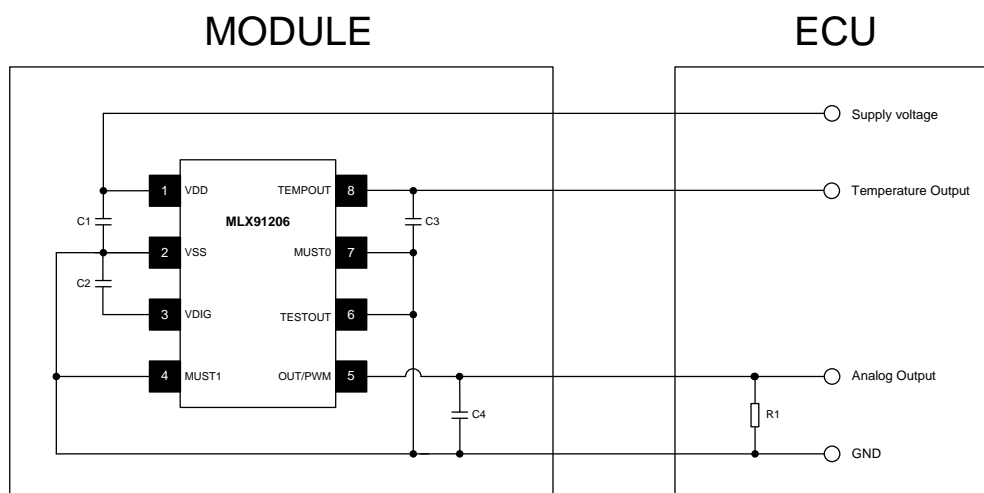 MODULE
ECU
Supply voltage
1 VDD TEMPOUT 8
Temperature Output
C1 MLX91206 C3
2 VSS MUST0 7
C2
3 VDIG TESTOUT 6
4 MUST1 OUT/PWM 5
Analog Output
C4 R1
GND